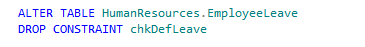 ALTER TABLE HumanResources.EmployeeLeave
DROP CONSTRAINT chkDefLeave